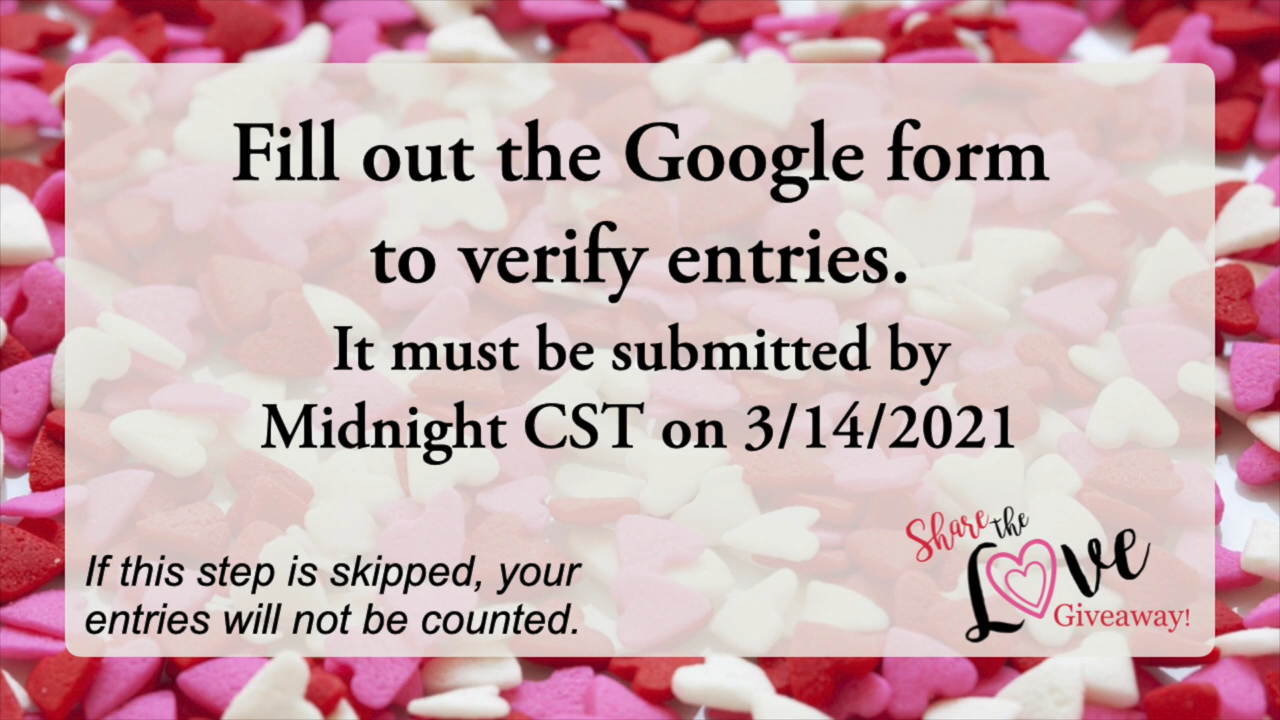 Fill out the Google form
to verify entries.
It must be submitted by
Midnight CST on 3/14/2021
If this step is skipped, your
entries will not be counted.
Share the
Love
Giveaway!